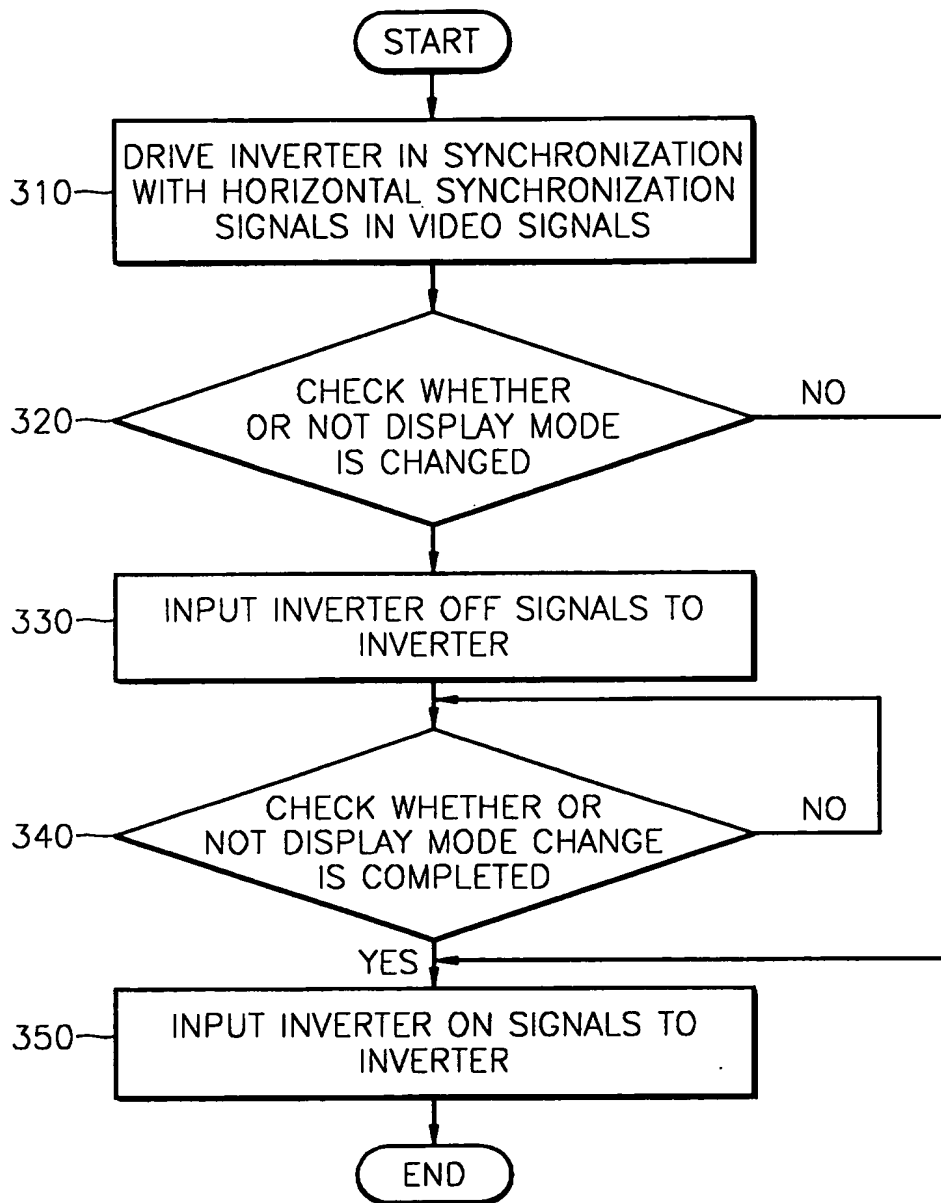 START
310
DRIVE INVERTER IN SYNCHRONIZATION
WITH HORIZONTAL SYNCHRONIZATION
SIGNALS IN VIDEO SIGNALS
320
CHECK WHETHER
OR NOT DISPLAY MODE
IS CHANGED
NO
330
INPUT INVERTER OFF SIGNALS TO
INVERTER
340
CHECK WHETHER OR
NOT DISPLAY MODE CHANGE
IS COMPLETED
NO
YES
350
INPUT INVERTER ON SIGNALS TO
INVERTER
END